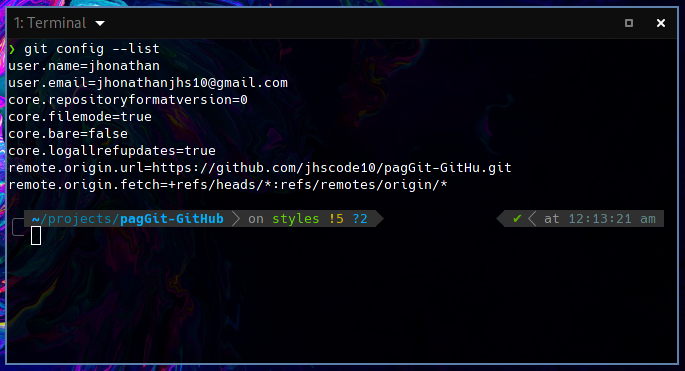 1: Terminal
❯ git config --list
user.name=jhonathan
user.email=jhonathanjhs10@gmail.com
core.repositoryformatversion=0
core.filemode=true
core.bare=false
core.logallrefupdates=true
remote.origin.url=https://github.com/jhscode10/pagGit-GitHu.git
remote.origin.fetch=+refs/heads/*:refs/remotes/origin/*
~/projects/pagGit-GitHub on styles !5 ?2 ✔ at 12:13:21 am